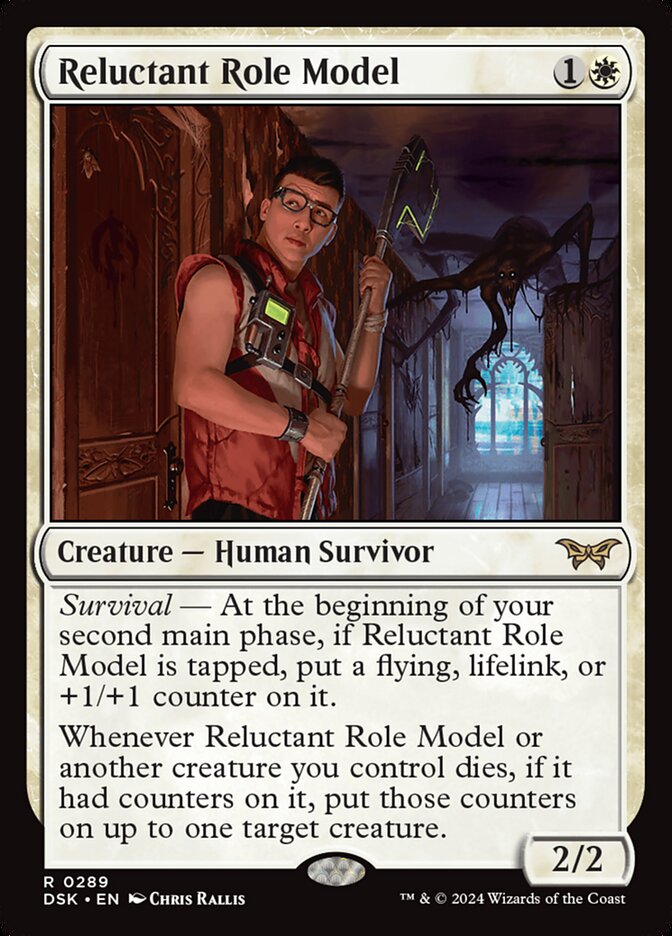 Reluctant Role Model 1
Creature — Human Survivor
Survival — At the beginning of your
second main phase, if Reluctant Role
Model is tapped, put a flying, lifelink, or
+1/+1 counter on it.
Whenever Reluctant Role Model or
another creature you control dies, if it
had counters on it, put those counters
on up to one target creature.
2/2
R 0289
DSK • EN Chris Rallis
™ & © 2024 Wizards of the Coast